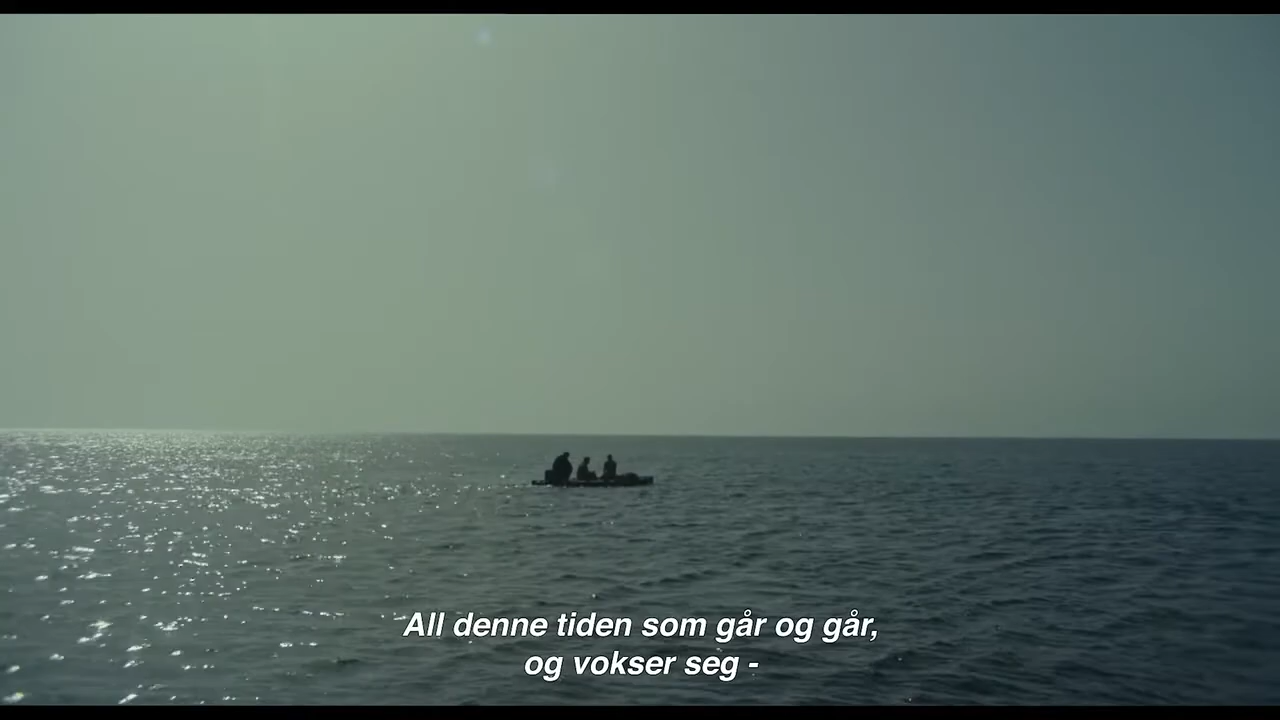 All denne tiden som går og går,
og vokser seg -